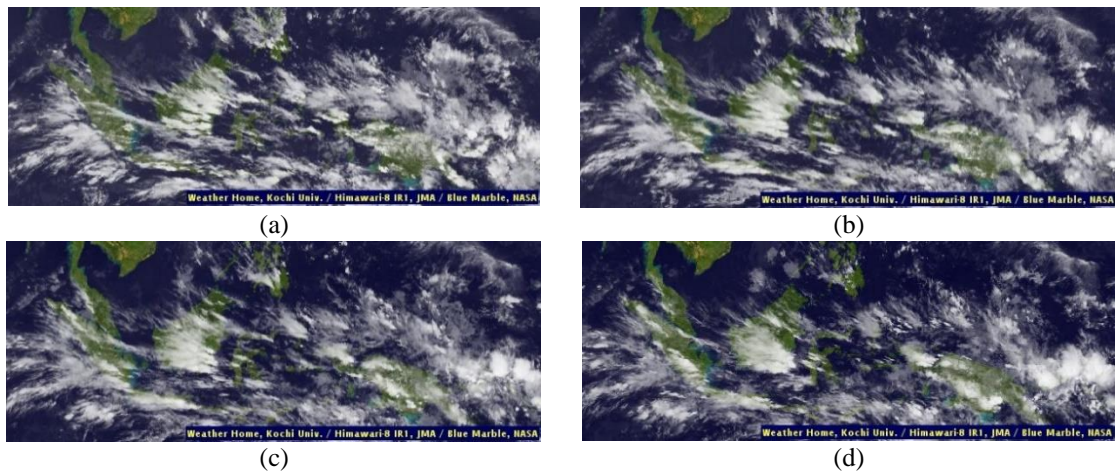 Weather Home, Kochi Univ. / Himawari-8 IR1, JMA / Blue Marble, NASA
Weather Home, Kochi Univ. / Himawari-8 IR1, JMA / Blue Marble, NASA
(a)
(b)
Weather Home, Kochi Univ. / Himawari-8 IR1, JMA / Blue Marble, NASA
Weather Home, Kochi Univ. / Himawari-8 IR1, JMA / Blue Marble, NASA
(c)
(d)